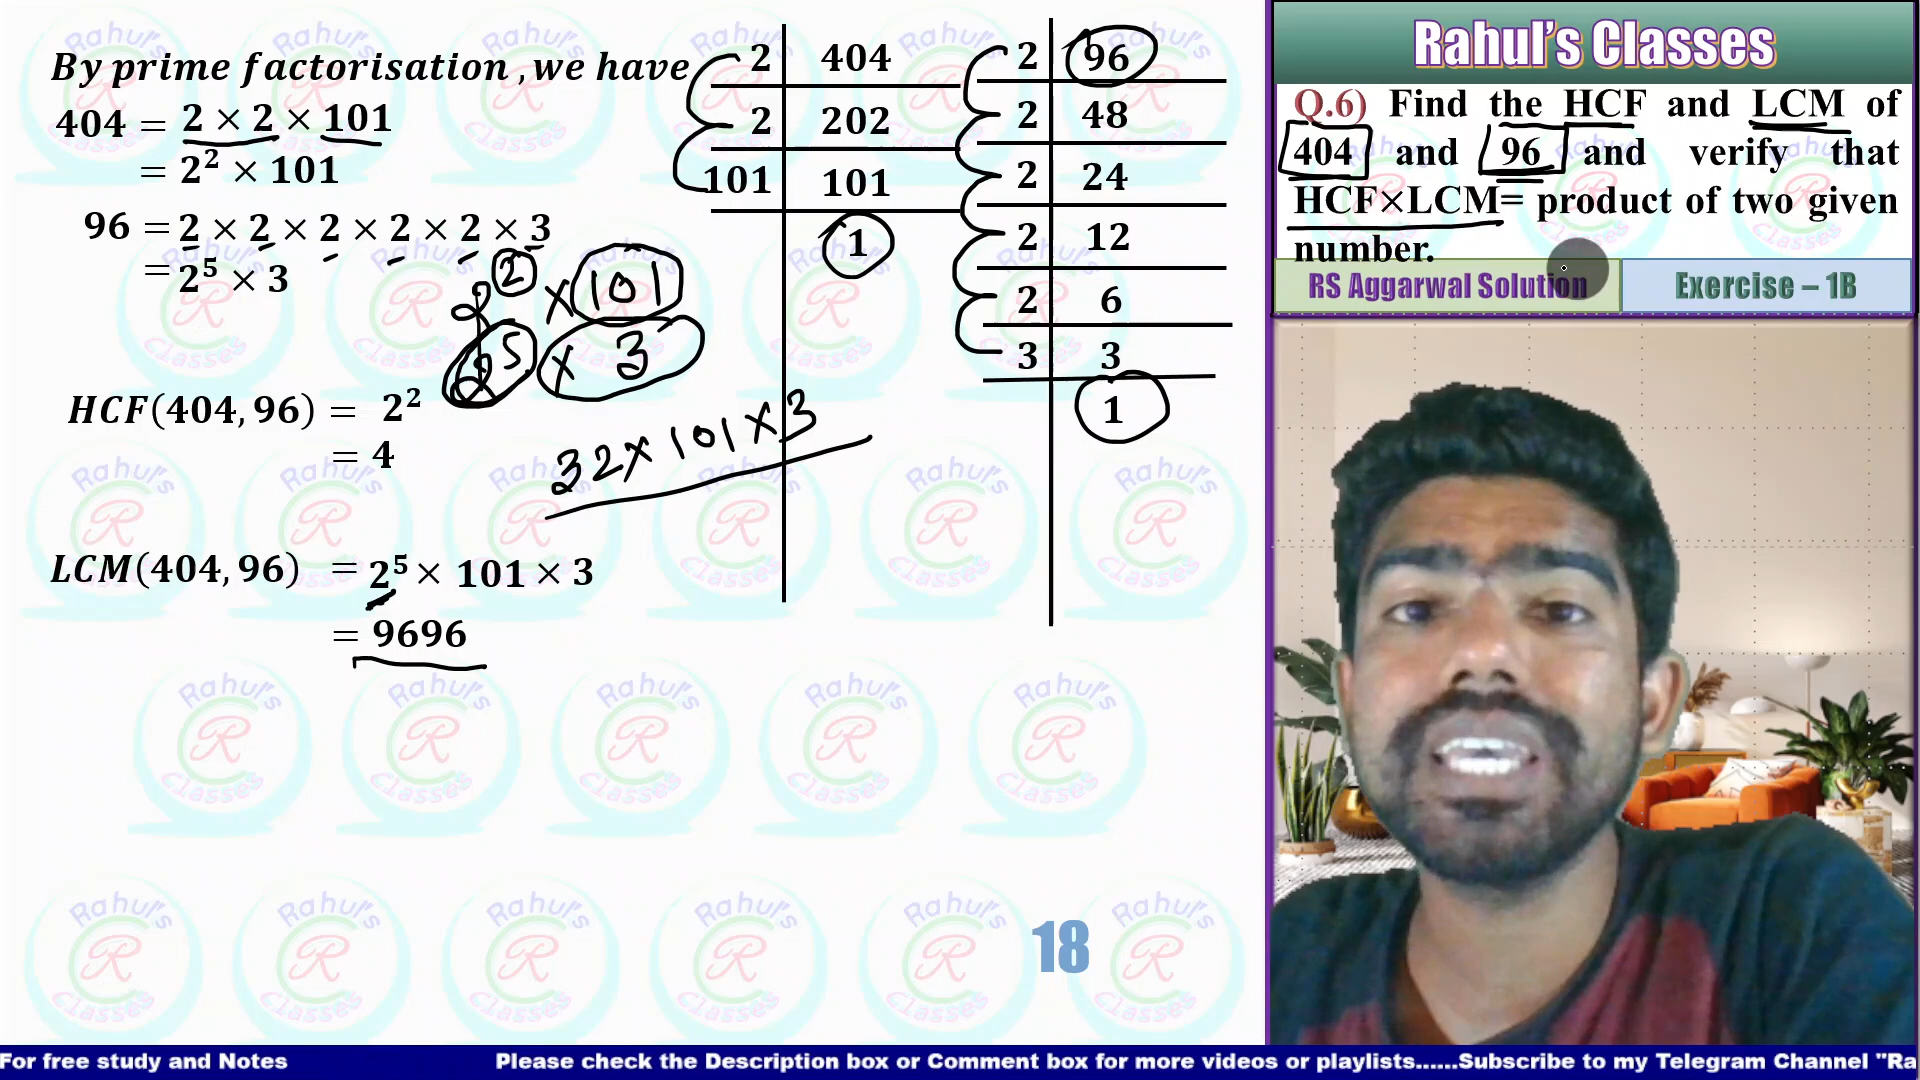 By prime factorisation, we have
404 = 2 × 2 × 101
= 2² × 101
96 = 2 × 2 × 2 × 2 × 2 × 3
= 2⁵ × 3
2² × 101
2⁵ × 3
HCF(404, 96) = 2²
= 4
32 × 101 × 3
LCM(404, 96) = 2⁵ × 101 × 3
= 9696
2 404
2 202
101 101
1
2 96
2 48
2 24
2 12
2 6
3 3
1
18
Rahul's Classes
Q.6) Find the HCF and LCM of
404 and 96 and verify that
HCF×LCM= product of two given
number.
RS Aggarwal Solution
Exercise – 1B
Rahul's
R
Classes
For free study and Notes
Please check the Description box or Comment box for more videos or playlists......Subscribe to my Telegram Channel "Ra